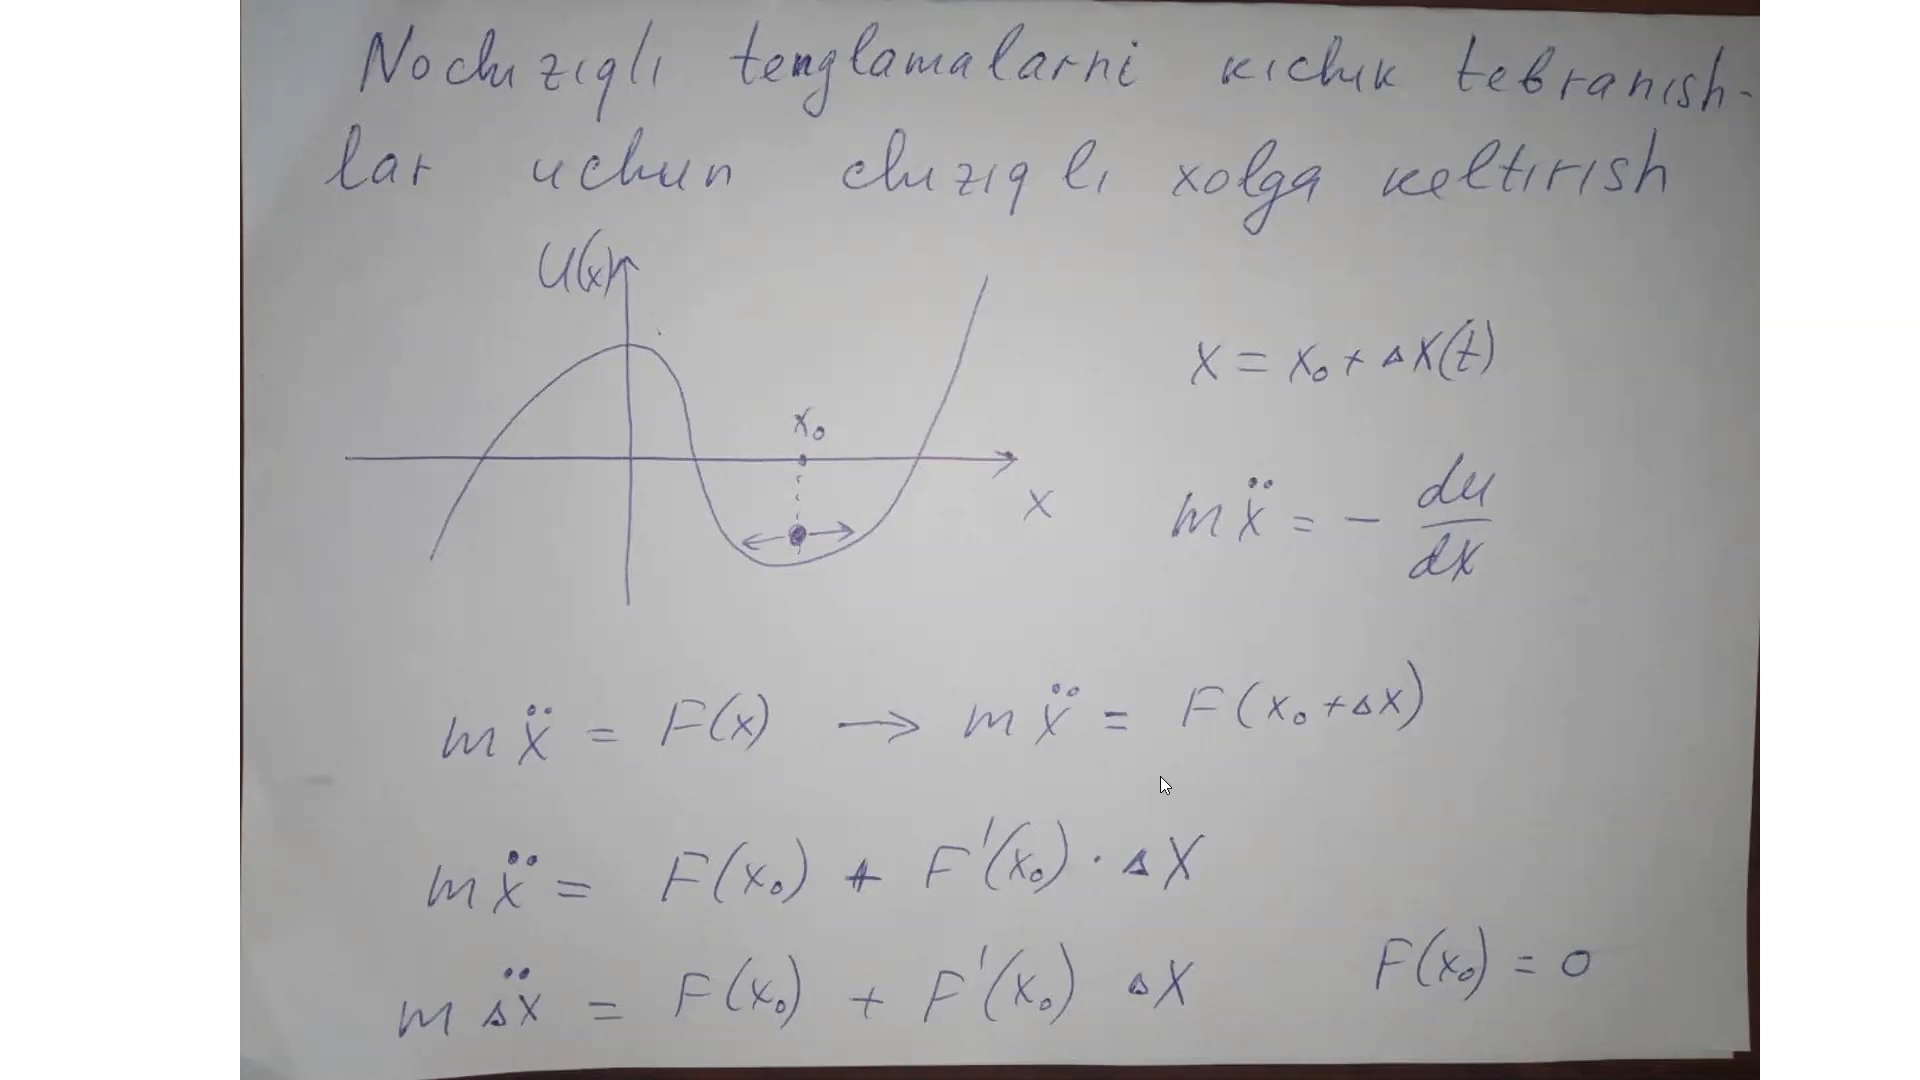 Nochiziqli tenglamalarni kichik tebranish-
lar uchun chiziqli xolga keltirish
U(x)
x = x₀ + ΔX(t)
x₀
x
mẍ = - du/dx
mẍ = F(x) → mẍ = F(x₀+ΔX)
mẍ = F(x₀) + F'(x₀) · ΔX
mΔẍ = F(x₀) + F'(x₀) ΔX F(x₀) = 0